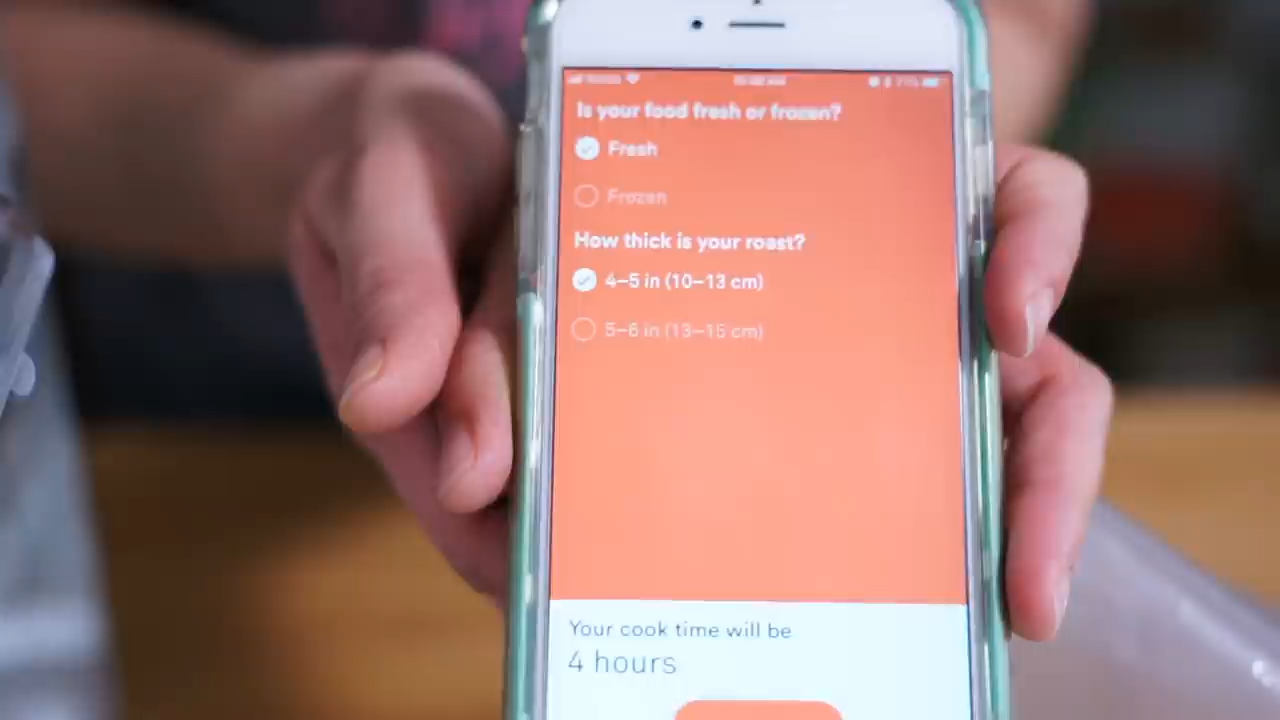 Is your food fresh or frozen?
Fresh
Frozen
How thick is your roast?
4–5 in (10–13 cm)
5–6 in (13–15 cm)
Your cook time will be
4 hours